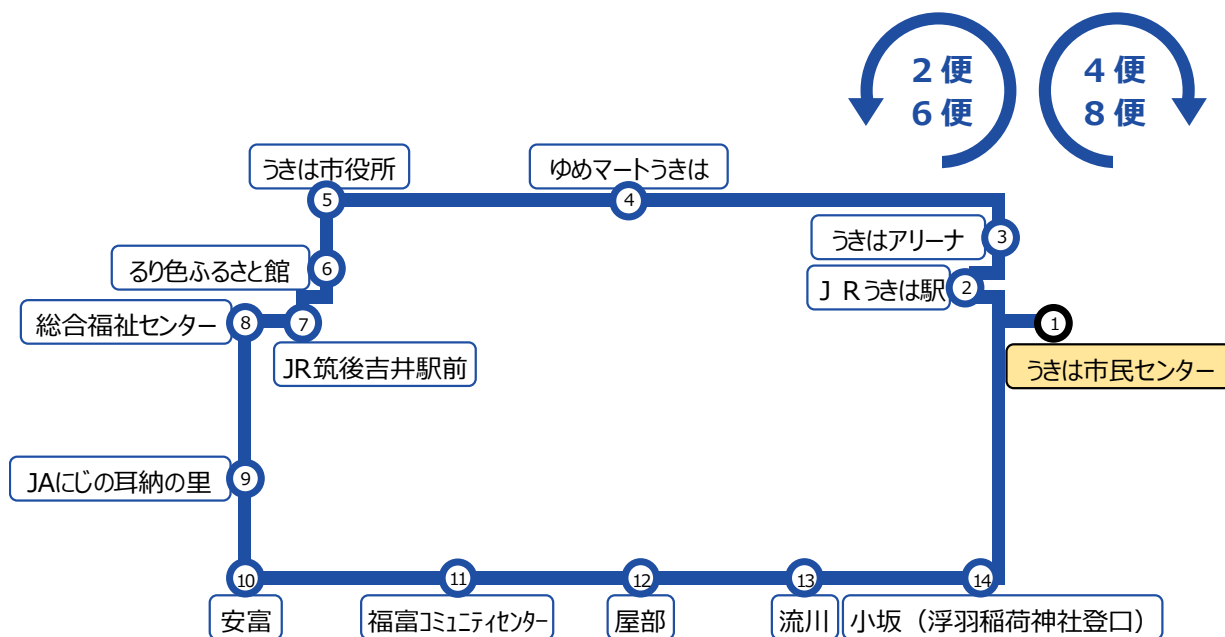 2便
6便
4便
8便
うきは市役所
ゆめマートうきは
5
4
うきはアリーナ
3
るり色ふるさと館
6
JRうきは駅
2
総合福祉センター
8
7
1
JR筑後吉井駅前
うきは市民センター
JAにじの耳納の里
9
10
11
12
13
14
安富
福富コミュニティセンター
屋部
流川
小坂（浮羽稲荷神社登口）